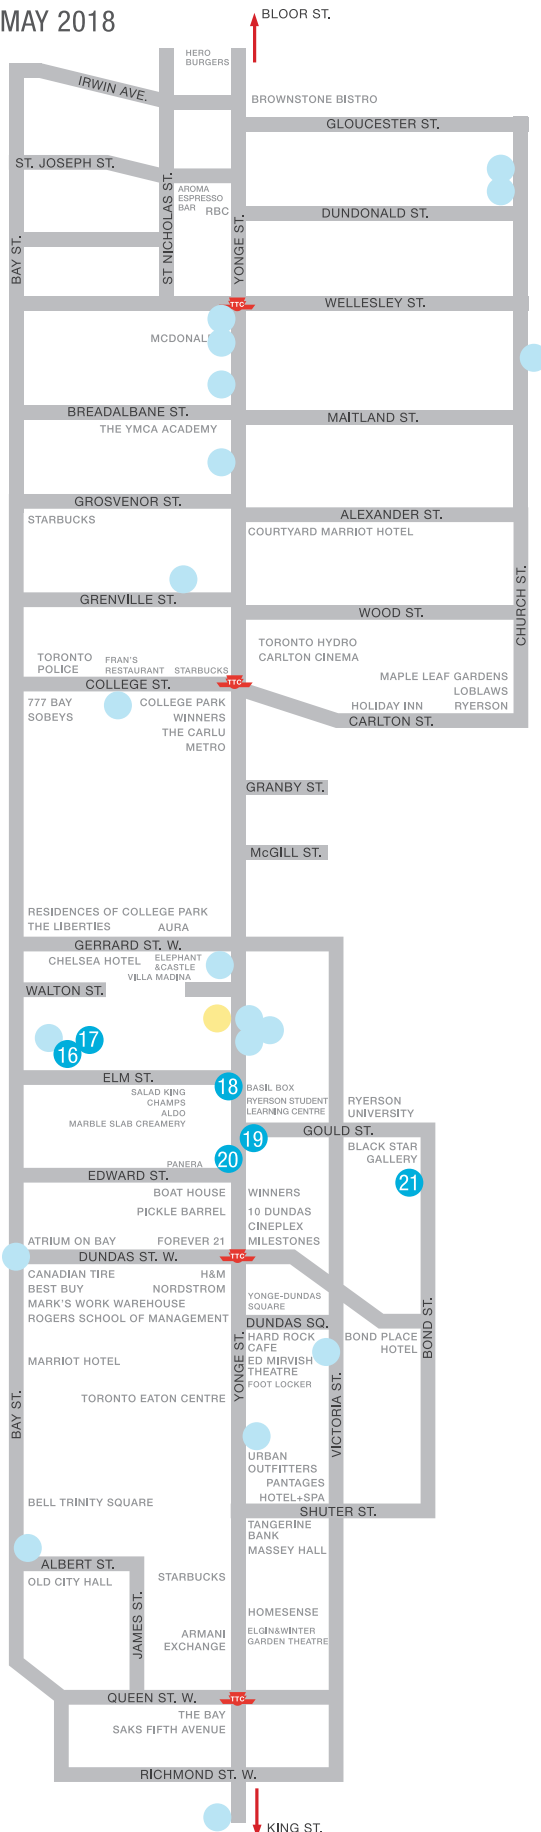 MAY 2018
BLOOR ST.
HERO
BURGERS
IRWIN AVE.
BROWNSTONE BISTRO
GLOUCESTER ST.
ST. JOSEPH ST.
AROMA
ESPRESSO
BAR
RBC
DUNDONALD ST.
ST NICHOLAS ST.
YONGE ST.
BAY ST.
TTC
WELLESLEY ST.
MCDONAL
BREADALBANE ST.
MAITLAND ST.
THE YMCA ACADEMY
GROSVENOR ST.
ALEXANDER ST.
STARBUCKS
COURTYARD MARRIOT HOTEL
CHURCH ST.
GRENVILLE ST.
WOOD ST.
TORONTO HYDRO
CARLTON CINEMA
TORONTO
POLICE
FRAN'S
RESTAURANT
STARBUCKS
MAPLE LEAF GARDENS
LOBLAWS
RYERSON
HOLIDAY INN
COLLEGE ST.
TTC
CARLTON ST.
777 BAY
SOBEYS
COLLEGE PARK
WINNERS
THE CARLU
METRO
GRANBY ST.
McGILL ST.
RESIDENCES OF COLLEGE PARK
THE LIBERTIES
AURA
GERRARD ST. W.
CHELSEA HOTEL
ELEPHANT
&CASTLE
VILLA MADINA
WALTON ST.
17
16
ELM ST.
18
BASIL BOX
RYERSON STUDENT
LEARNING CENTRE
RYERSON
UNIVERSITY
SALAD KING
CHAMPS
ALDO
MARBLE SLAB CREAMERY
19
GOULD ST.
BLACK STAR
GALLERY
PANERA
20
21
EDWARD ST.
BOAT HOUSE
WINNERS
PICKLE BARREL
10 DUNDAS
CINEPLEX
MILESTONES
ATRIUM ON BAY
FOREVER 21
DUNDAS ST. W.
TTC
CANADIAN TIRE
H&M
BEST BUY
NORDSTROM
MARK'S WORK WAREHOUSE
ROGERS SCHOOL OF MANAGEMENT
YONGE-DUNDAS
SQUARE
DUNDAS SQ.
HARD ROCK
CAFE
ED MIRVISH
THEATRE
FOOT LOCKER
BOND PLACE
HOTEL
BOND ST.
MARRIOT HOTEL
YONGE ST.
TORONTO EATON CENTRE
BAY ST.
VICTORIA ST.
URBAN
OUTFITTERS
PANTAGES
HOTEL+SPA
BELL TRINITY SQUARE
SHUTER ST.
TANGERINE
BANK
MASSEY HALL
ALBERT ST.
OLD CITY HALL
STARBUCKS
JAMES ST.
HOMESENSE
ARMANI
EXCHANGE
ELGIN&WINTER
GARDEN THEATRE
QUEEN ST. W.
TTC
THE BAY
SAKS FIFTH AVENUE
RICHMOND ST. W.
KING ST.